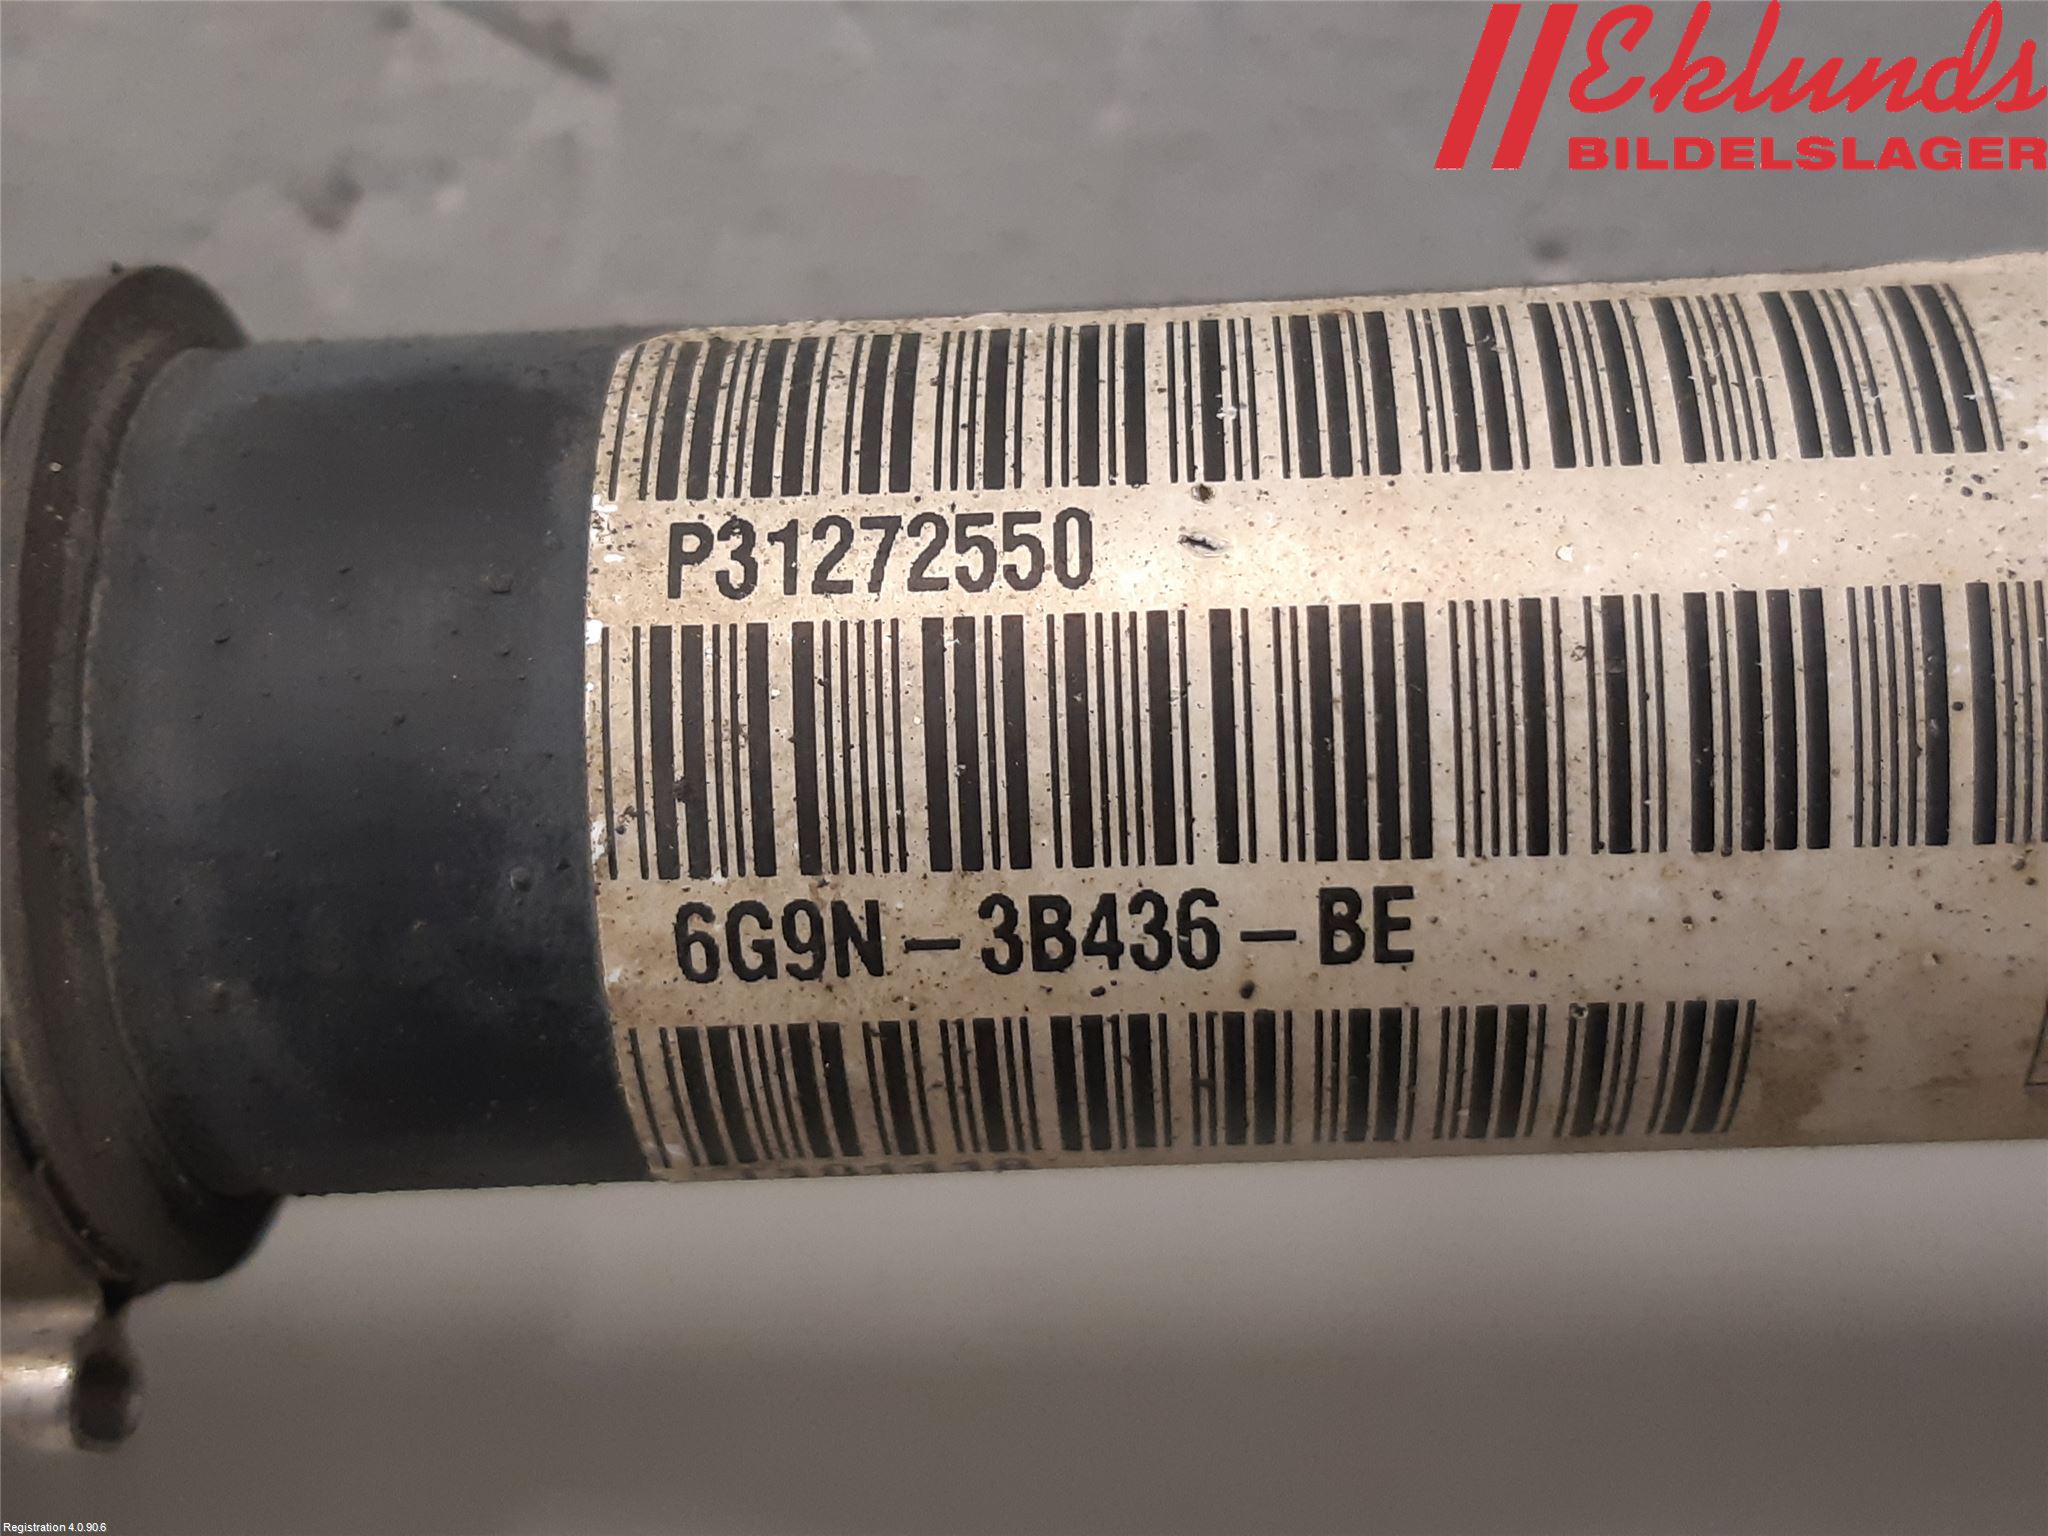 Eklunds
BILDELSLAGER
P31272550
6G9N-3B436-BE
Registration 4.0.90.6